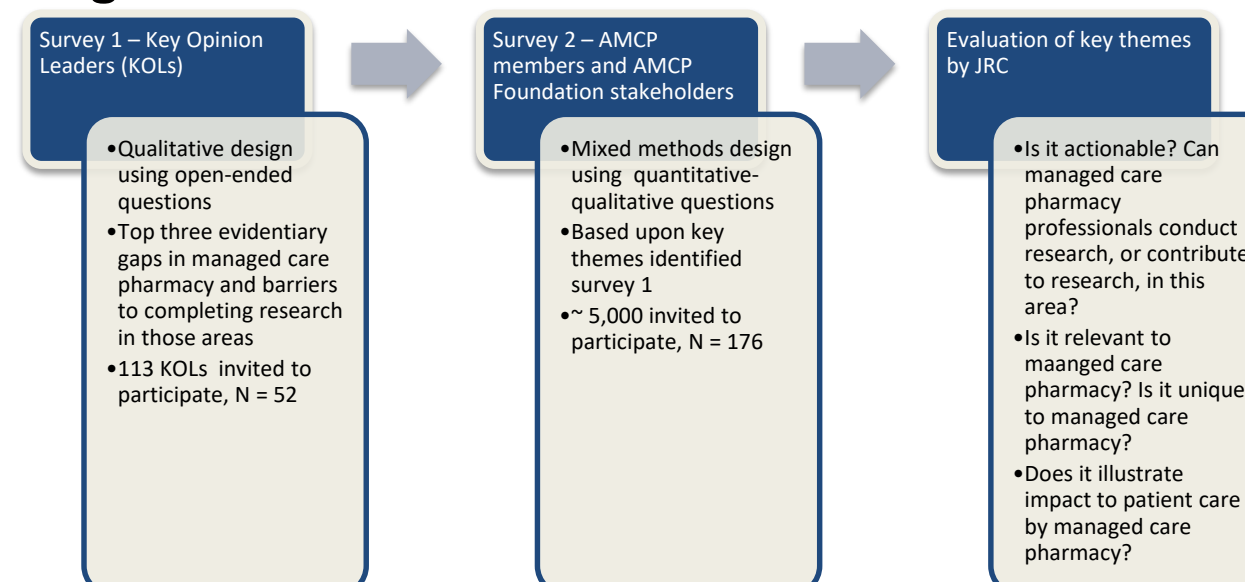 Survey 1 – Key Opinion
Leaders (KOLs)
•Qualitative design
using open-ended
questions
•Top three evidentiary
gaps in managed care
pharmacy and barriers
to completing research
in those areas
•113 KOLs  invited to
participate, N = 52
Survey 2 – AMCP
members and AMCP
Foundation stakeholders
•Mixed methods design
using  quantitative-
qualitative questions
•Based upon key
themes identified
survey 1
•~ 5,000 invited to
participate, N = 176
Evaluation of key themes
by JRC
•Is it actionable? Can
managed care
pharmacy
professionals conduct
research, or contribute
to research, in this
area?
•Is it relevant to
maanged care
pharmacy? Is it unique
to managed care
pharmacy?
•Does it illustrate
impact to patient care
by managed care
pharmacy?